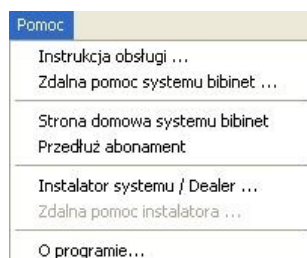 Pomoc
Instrukcja obsługi ...
Zdalna pomoc systemu bibinet ...
Strona domowa systemu bibinet
Przedłuż abonament
Instalator systemu / Dealer ...
Zdalna pomoc instalatora ...
O programie...